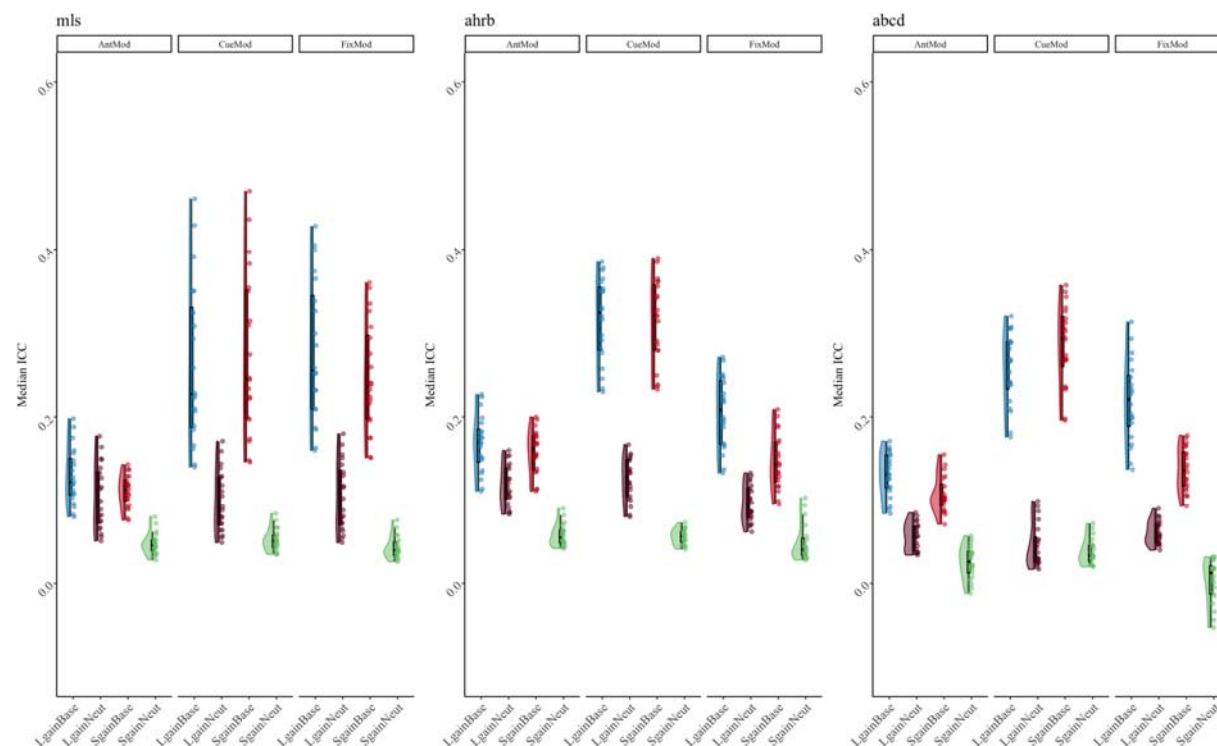 mls
AntMod CueMod FixMod
0.6
0.4
0.2
0.0
Median ICC
LgainBase LgainNeut SgainBase SgainNeut LgainBase LgainNeut SgainBase SgainNeut LgainBase LgainNeut SgainBase SgainNeut
ahrb
AntMod CueMod FixMod
0.6
0.4
0.2
0.0
Median ICC
LgainBase LgainNeut SgainBase SgainNeut LgainBase LgainNeut SgainBase SgainNeut LgainBase LgainNeut SgainBase SgainNeut
abcd
AntMod CueMod FixMod
0.6
0.4
0.2
0.0
Median ICC
LgainBase LgainNeut SgainBase SgainNeut LgainBase LgainNeut SgainBase SgainNeut LgainBase LgainNeut SgainBase SgainNeut